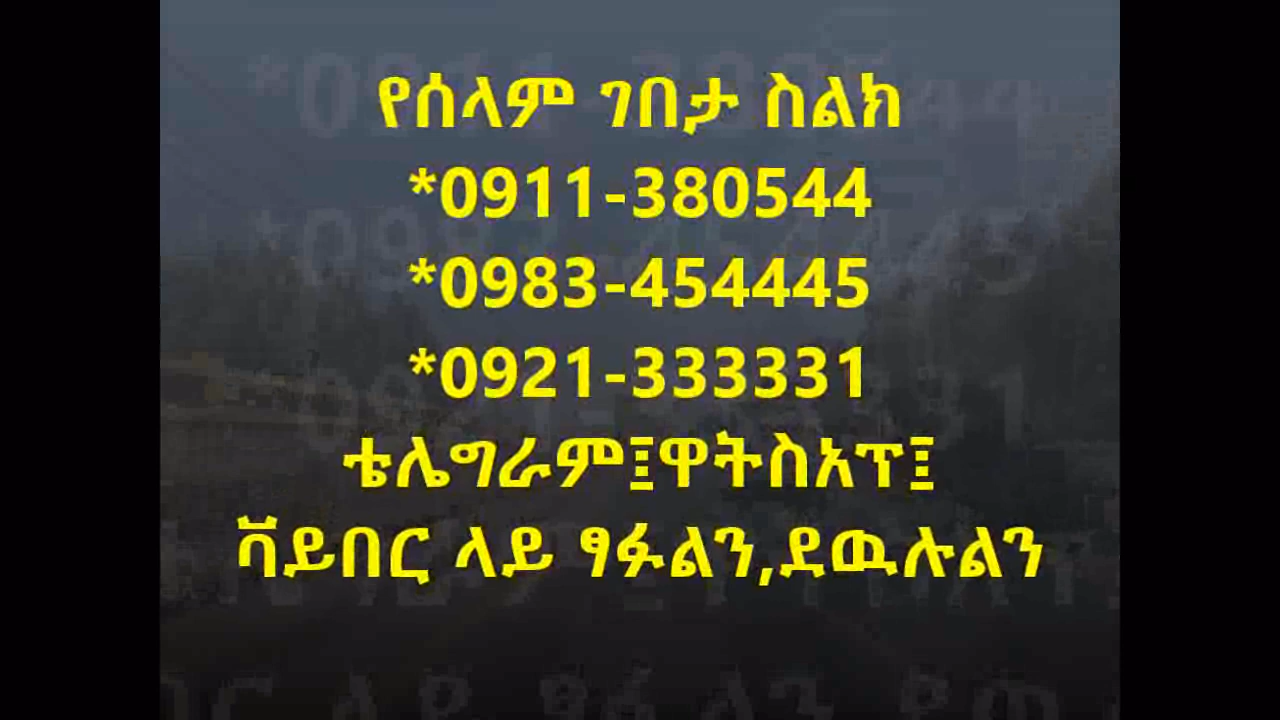 የሰላም ገበታ ስልክ
*0911-380544
*0983-454445
*0921-333331
ቴሌግራም፤ዋትስአፕ፤
ቫይበር ላይ ፃፉልን,ደዉሉልን